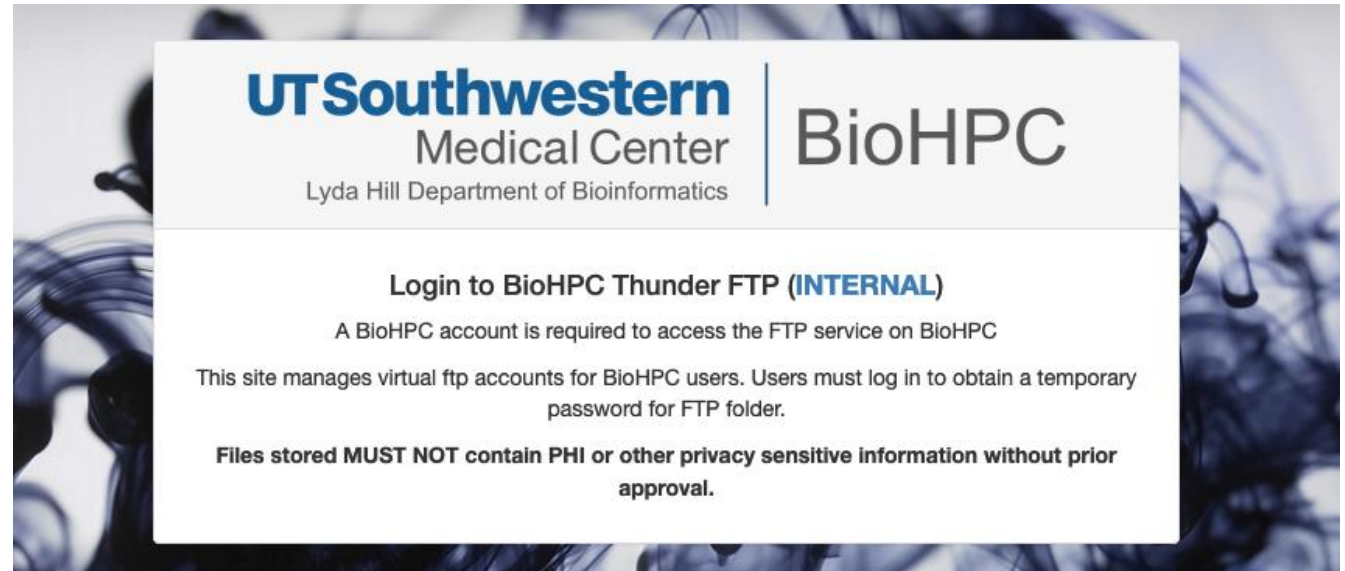 UTSouthwestern
Medical Center
Lyda Hill Department of Bioinformatics
BioHPC
Login to BioHPC Thunder FTP (INTERNAL)
A BioHPC account is required to access the FTP service on BioHPC
This site manages virtual ftp accounts for BioHPC users. Users must log in to obtain a temporary
password for FTP folder.
Files stored MUST NOT contain PHI or other privacy sensitive information without prior
approval.